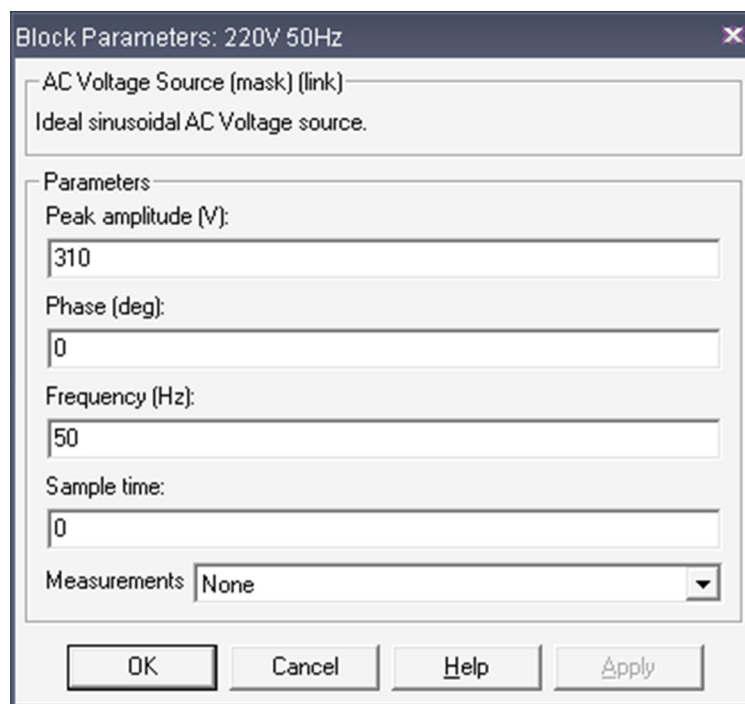 Block Parameters: 220V 50Hz
AC Voltage Source (mask) (link)
Ideal sinusoidal AC Voltage source.
Parameters
Peak amplitude (V):
310
Phase (deg):
0
Frequency (Hz):
50
Sample time:
0
Measurements None
OK Cancel Help Apply